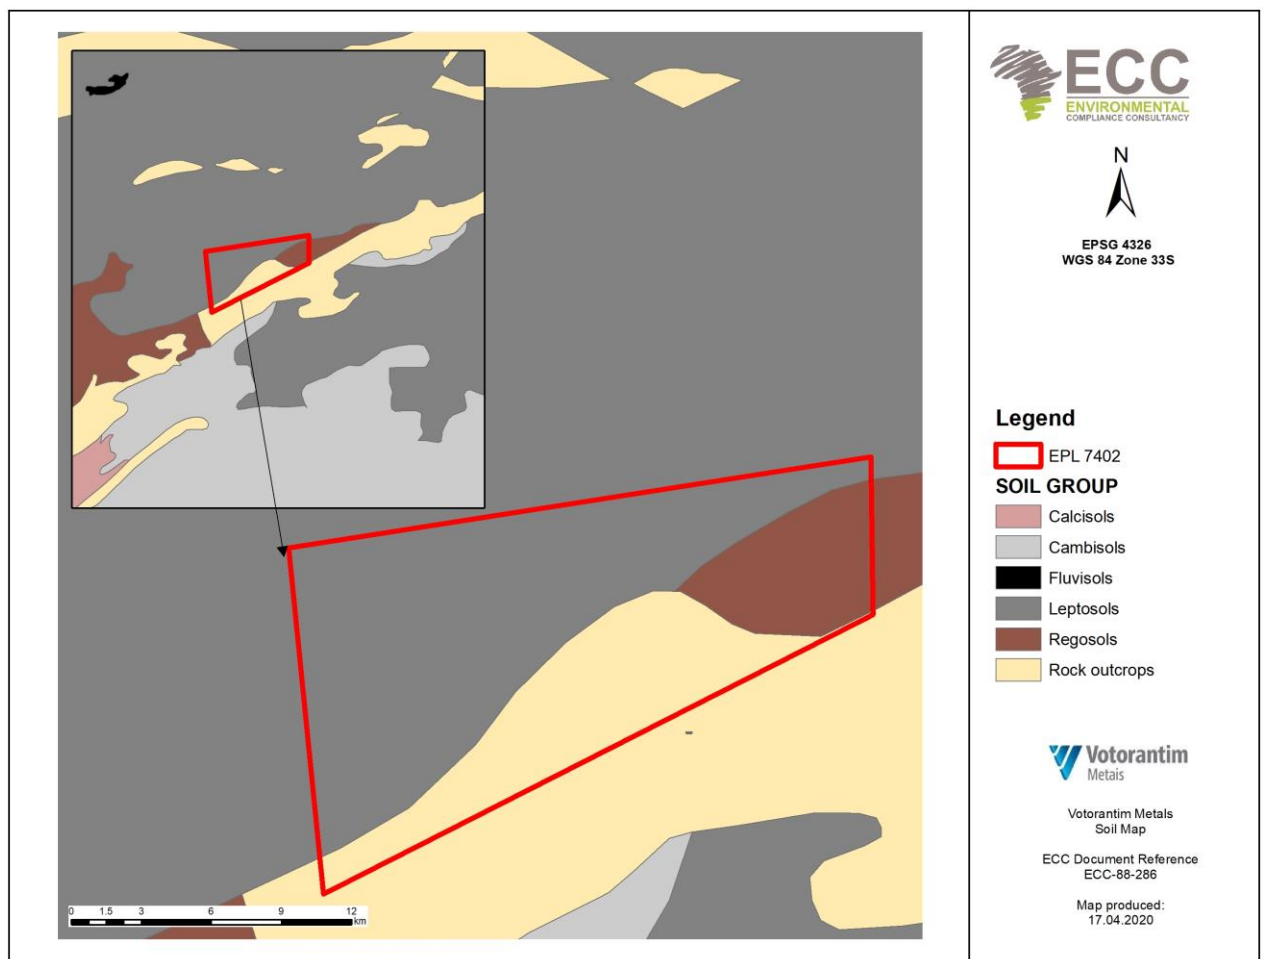 ECC
ENVIRONMENTAL
COMPLIANCE CONSULTANCY
N
EPSG 4326
WGS 84 Zone 33S
Legend
EPL 7402
SOIL GROUP
Calcisols
Cambisols
Fluvisols
Leptosols
Regosols
Rock outcrops
Votorantim
Metais
Votorantim Metals
Soil Map
ECC Document Reference
ECC-88-286
Map produced:
17.04.2020
0 1.5 3 6 9 12
km